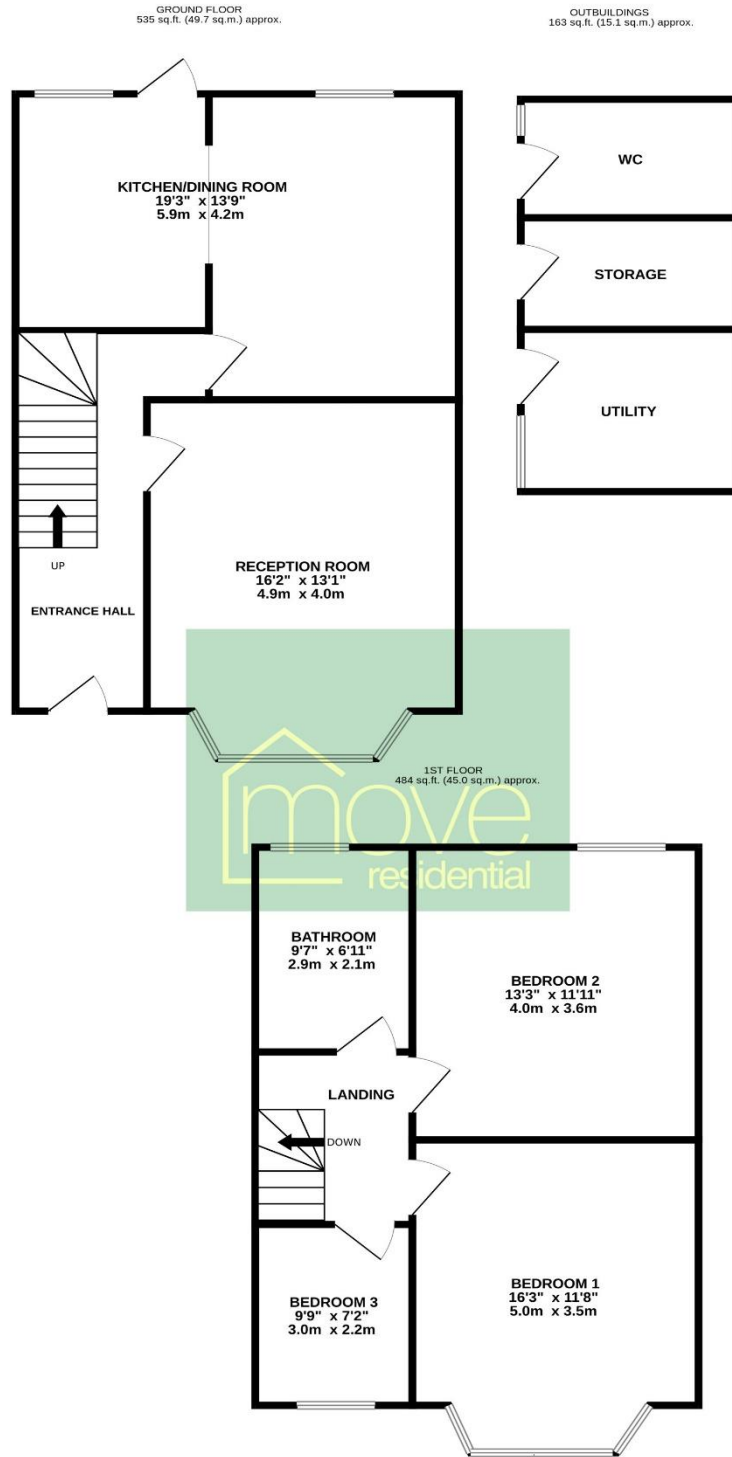 GROUND FLOOR
535 sq.ft. (49.7 sq.m.) approx.
OUTBUILDINGS
163 sq.ft. (15.1 sq.m.) approx.
KITCHEN/DINING ROOM
19'3" x 13'9"
5.9m x 4.2m
WC
STORAGE
UTILITY
UP
ENTRANCE HALL
RECEPTION ROOM
16'2" x 13'1"
4.9m x 4.0m
1ST FLOOR
484 sq.ft. (45.0 sq.m.) approx.
move
residential
BATHROOM
9'7" x 6'11"
2.9m x 2.1m
BEDROOM 2
13'3" x 11'11"
4.0m x 3.6m
LANDING
DOWN
BEDROOM 3
9'9" x 7'2"
3.0m x 2.2m
BEDROOM 1
16'3" x 11'8"
5.0m x 3.5m